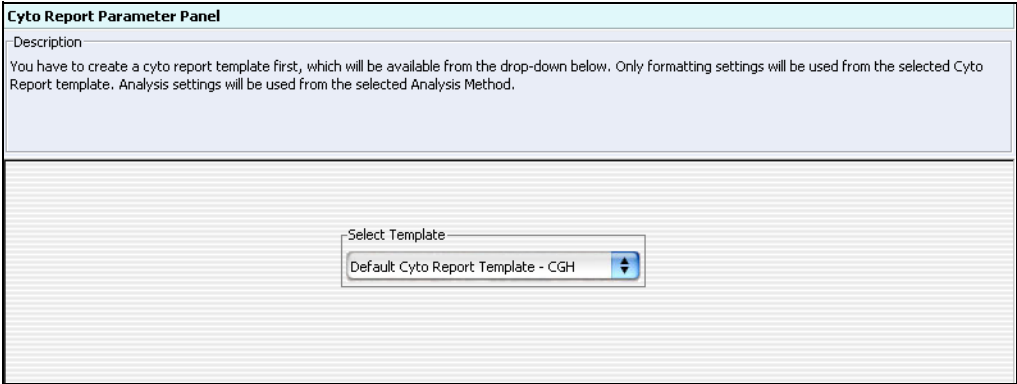 Cyto Report Parameter Panel
Description
You have to create a cyto report template first, which will be available from the drop-down below. Only formatting settings will be used from the selected Cyto
Report template. Analysis settings will be used from the selected Analysis Method.
Select Template
Default Cyto Report Template - CGH